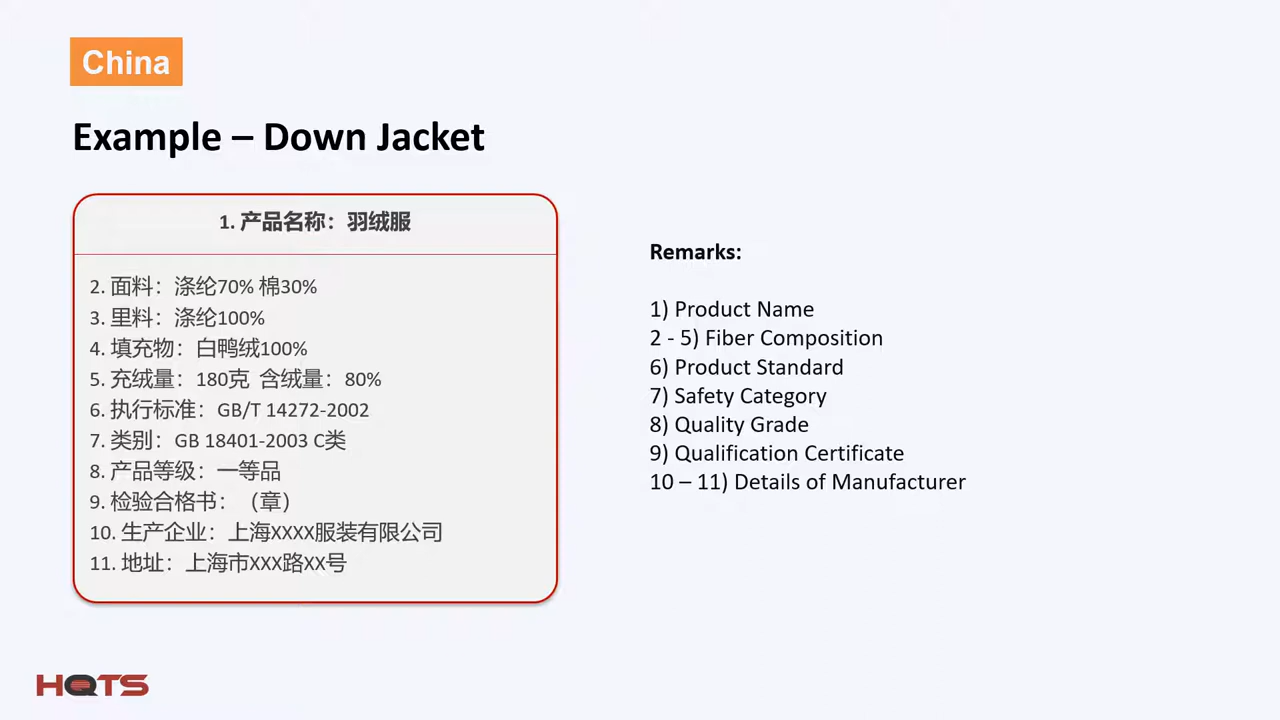 China
Example – Down Jacket
1. 产品名称：羽绒服
2. 面料：涤纶70% 棉30%
3. 里料：涤纶100%
4. 填充物：白鸭绒100%
5. 充绒量：180克 含绒量：80%
6. 执行标准：GB/T 14272-2002
7. 类别：GB 18401-2003 C类
8. 产品等级：一等品
9. 检验合格书：（章）
10. 生产企业：上海XXXX服装有限公司
11. 地址：上海市XXX路XX号
Remarks:
1) Product Name
2 - 5) Fiber Composition
6) Product Standard
7) Safety Category
8) Quality Grade
9) Qualification Certificate
10 – 11) Details of Manufacturer
HQTS